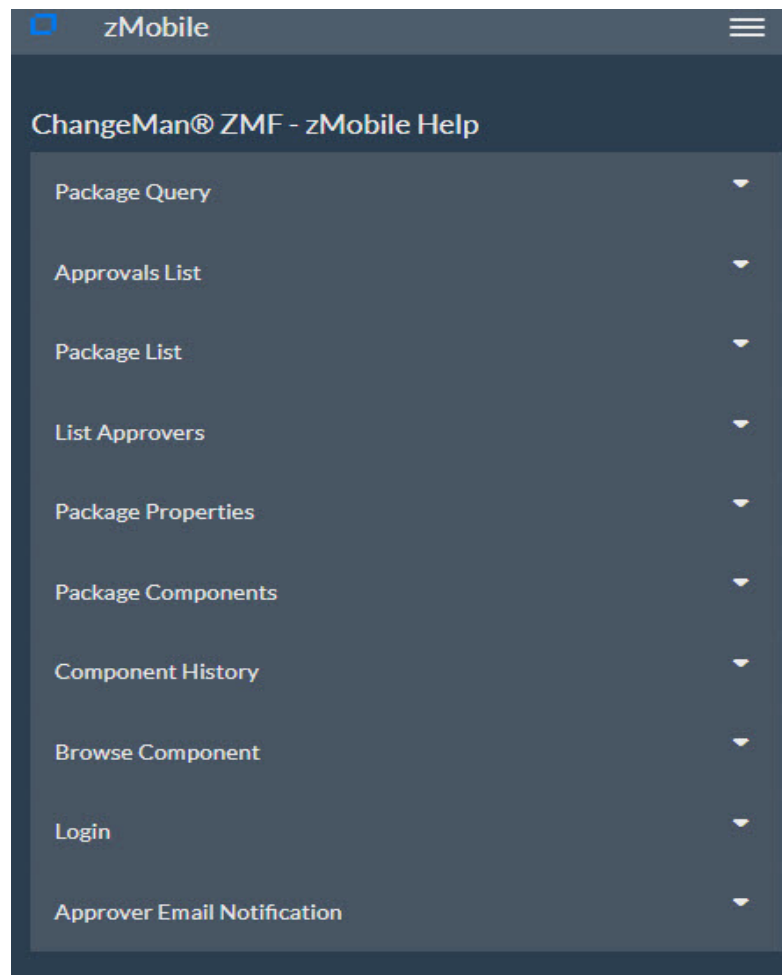 zMobile
ChangeMan® ZMF - zMobile Help
Package Query
Approvals List
Package List
List Approvers
Package Properties
Package Components
Component History
Browse Component
Login
Approver Email Notification